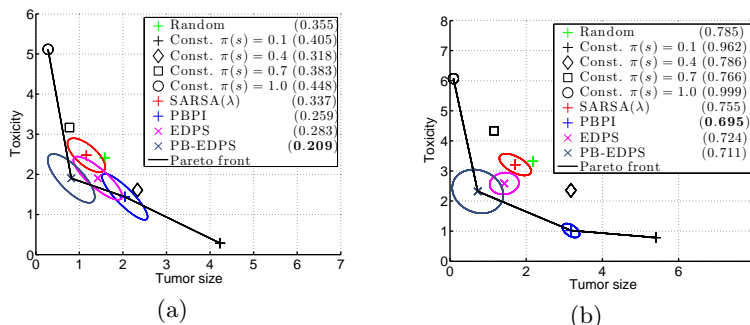 Random (0.355)
Const. π(s) = 0.1 (0.405)
Const. π(s) = 0.4 (0.318)
Const. π(s) = 0.7 (0.383)
Const. π(s) = 1.0 (0.448)
SARSA(λ) (0.337)
PBPI (0.259)
EDPS (0.283)
PB-EDPS (0.209)
Pareto front
Toxicity
6
5
4
3
2
1
0
0 1 2 3 4 5 6 7
Tumor size
(a)
Random (0.785)
Const. π(s) = 0.1 (0.962)
Const. π(s) = 0.4 (0.786)
Const. π(s) = 0.7 (0.766)
Const. π(s) = 1.0 (0.999)
SARSA(λ) (0.755)
PBPI (0.695)
EDPS (0.724)
PB-EDPS (0.711)
Pareto front
Toxicity
8
7
6
5
4
3
2
1
0
0 2 4 6
Tumor size
(b)